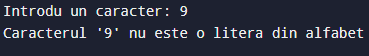 Introdu un caracter: 9
Caracterul '9' nu este o litera din alfabet